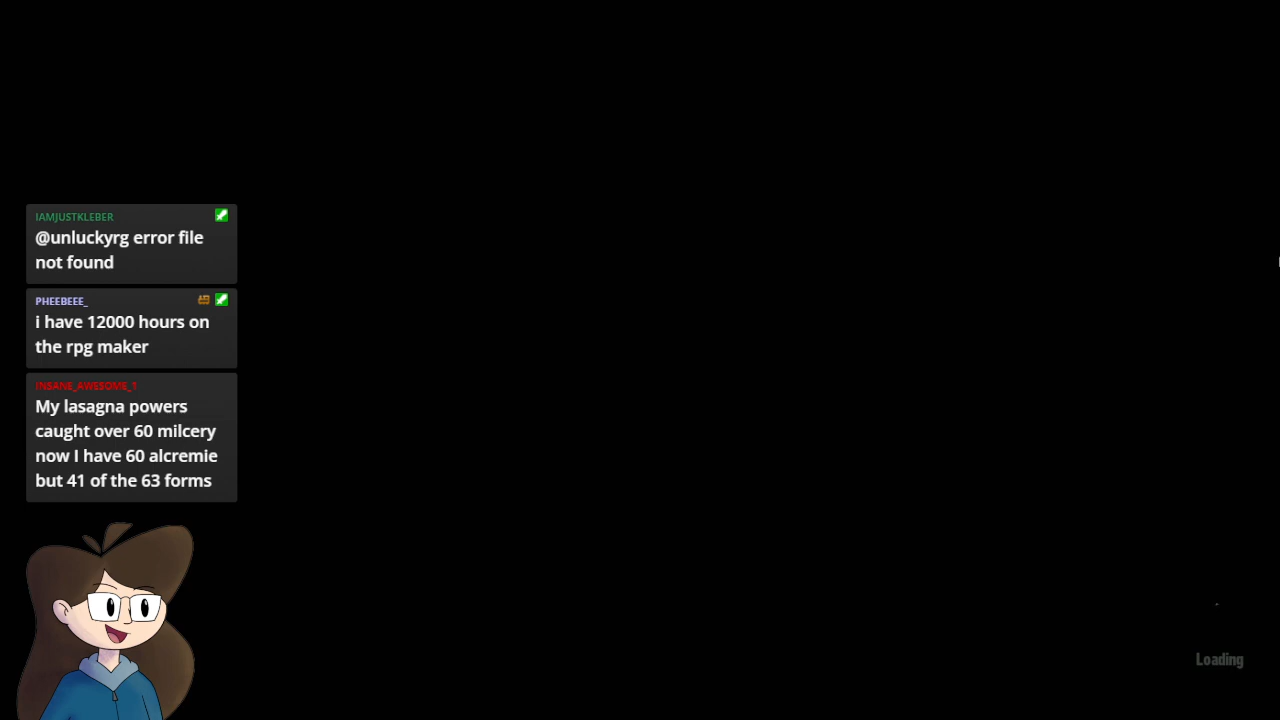 IAMJUSTKLEBER
@unluckyrg error file
not found
PHEEBEEE_
i have 12000 hours on
the rpg maker
INSANE_AWESOME_1
My lasagna powers
caught over 60 milcery
now I have 60 alcremie
but 41 of the 63 forms
Loading